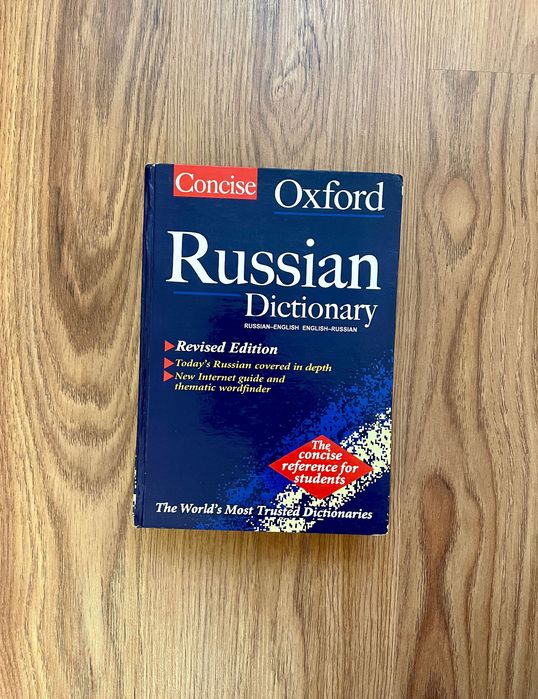 Concise
Oxford
Russian
Dictionary
RUSSIAN–ENGLISH ENGLISH–RUSSIAN
Revised Edition
Today's Russian covered in depth
New Internet guide and
thematic wordfinder
The
concise
reference for
students
The World's Most Trusted Dictionaries